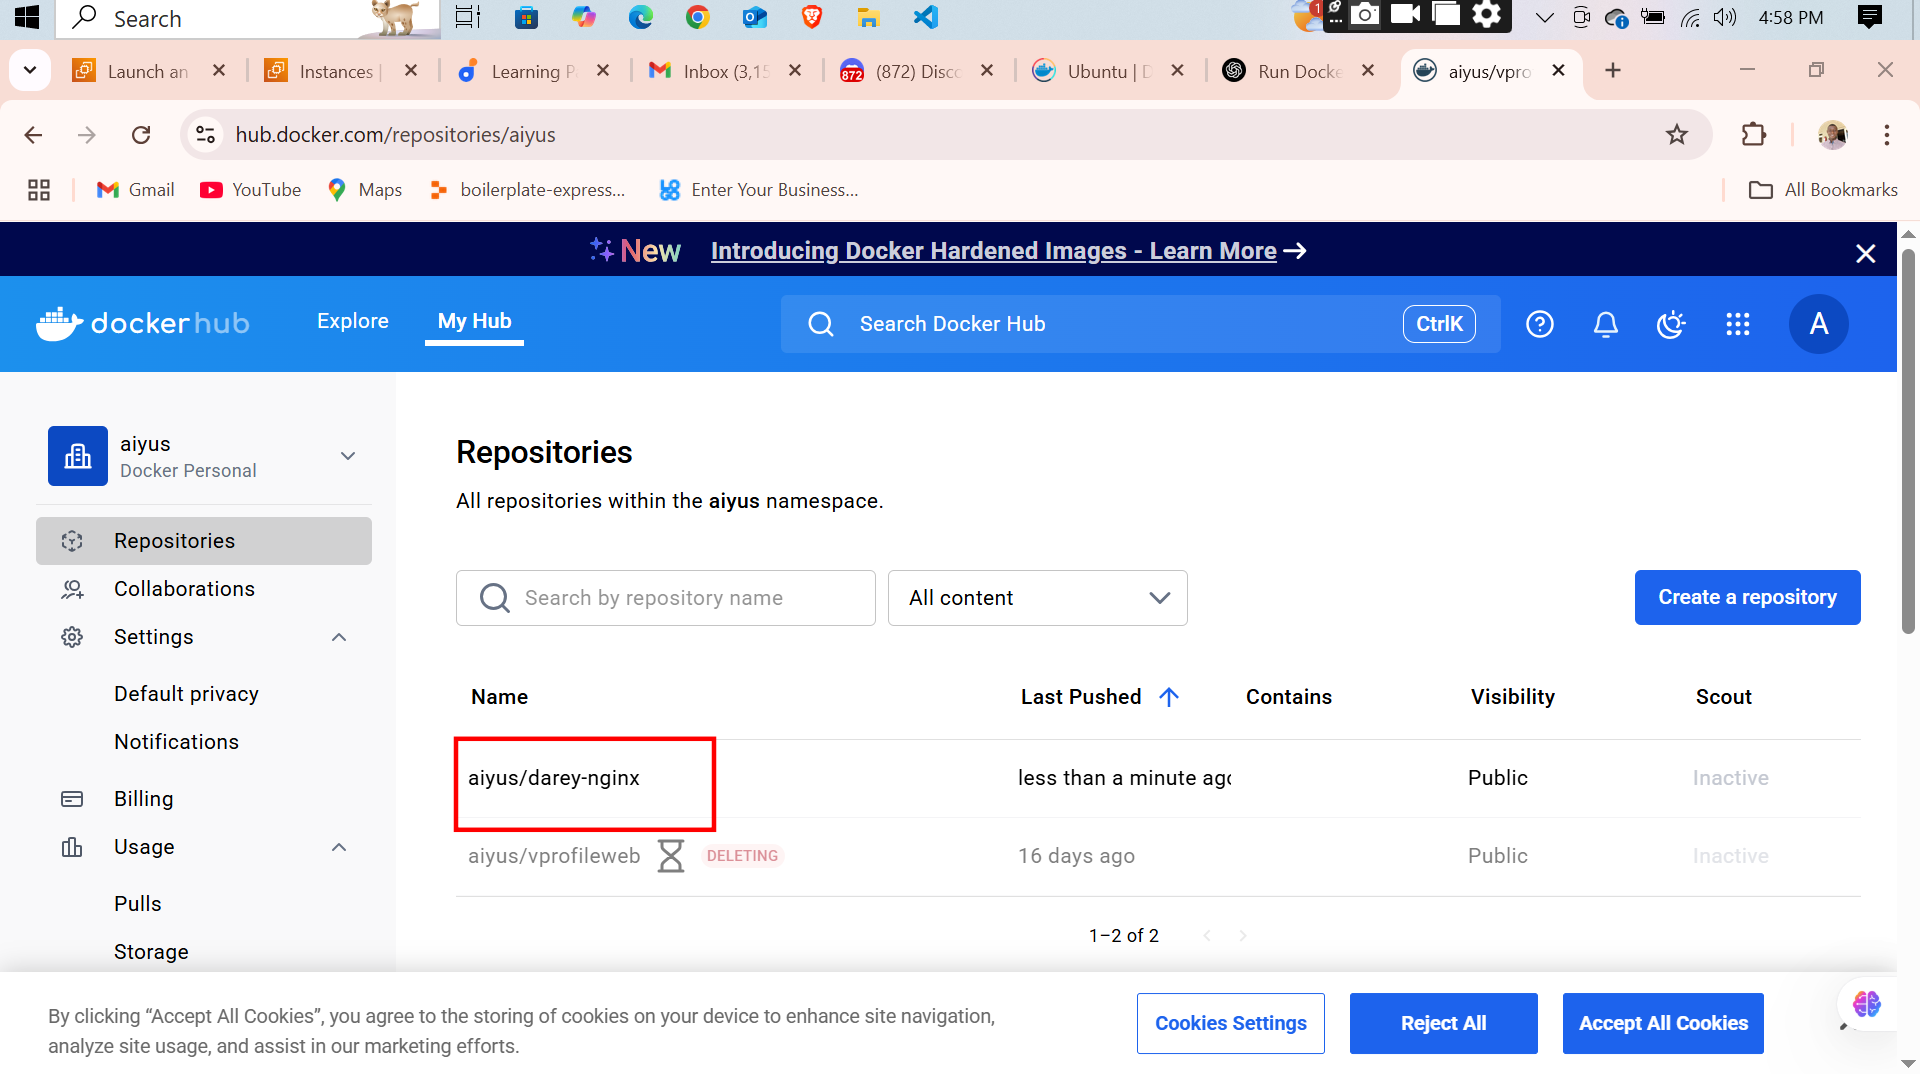 Search
1
4:58 PM
Launch an
Instances |
Learning P
Inbox (3,15
872
(872) Disco
Ubuntu | D
Run Docke
aiyus/vpro
hub.docker.com/repositories/aiyus
Gmail
YouTube
Maps
boilerplate-express...
Enter Your Business...
All Bookmarks
New
Introducing Docker Hardened Images - Learn More
docker hub
Explore
My Hub
Search Docker Hub
CtrlK
A
aiyus
Docker Personal
Repositories
Collaborations
Settings
Default privacy
Notifications
Billing
Usage
Pulls
Storage
Repositories
All repositories within the aiyus namespace.
Search by repository name
All content
Create a repository
Name Last Pushed Contains Visibility Scout
aiyus/darey-nginx less than a minute ago Public Inactive
aiyus/vprofileweb DELETING 16 days ago Public Inactive
1–2 of 2
By clicking “Accept All Cookies”, you agree to the storing of cookies on your device to enhance site navigation,
analyze site usage, and assist in our marketing efforts.
Cookies Settings
Reject All
Accept All Cookies